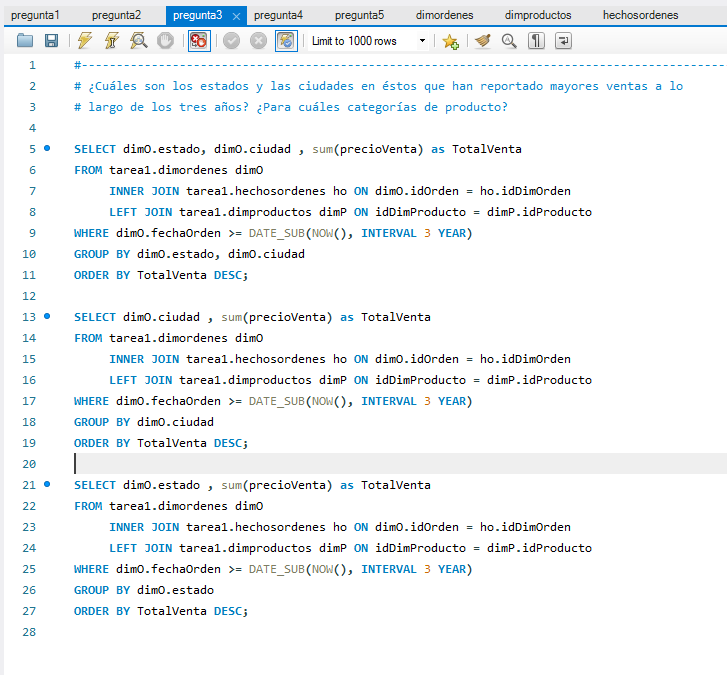 pregunta1 pregunta2 pregunta3 × pregunta4 pregunta5 dimordenes dimproductos hechosordenes
Limit to 1000 rows
1 #------------------------------------------------------------------------------------------
2 # ¿Cuáles son los estados y las ciudades en éstos que han reportado mayores ventas a lo
3 # largo de los tres años? ¿Para cuáles categorías de producto?
4
5 SELECT dimO.estado, dimO.ciudad , sum(precioVenta) as TotalVenta
6 FROM tarea1.dimordenes dimO
7 INNER JOIN tarea1.hechosordenes ho ON dimO.idOrden = ho.idDimOrden
8 LEFT JOIN tarea1.dimproductos dimP ON idDimProducto = dimP.idProducto
9 WHERE dimO.fechaOrden >= DATE_SUB(NOW(), INTERVAL 3 YEAR)
10 GROUP BY dimO.estado, dimO.ciudad
11 ORDER BY TotalVenta DESC;
12
13 SELECT dimO.ciudad , sum(precioVenta) as TotalVenta
14 FROM tarea1.dimordenes dimO
15 INNER JOIN tarea1.hechosordenes ho ON dimO.idOrden = ho.idDimOrden
16 LEFT JOIN tarea1.dimproductos dimP ON idDimProducto = dimP.idProducto
17 WHERE dimO.fechaOrden >= DATE_SUB(NOW(), INTERVAL 3 YEAR)
18 GROUP BY dimO.ciudad
19 ORDER BY TotalVenta DESC;
20
21 SELECT dimO.estado , sum(precioVenta) as TotalVenta
22 FROM tarea1.dimordenes dimO
23 INNER JOIN tarea1.hechosordenes ho ON dimO.idOrden = ho.idDimOrden
24 LEFT JOIN tarea1.dimproductos dimP ON idDimProducto = dimP.idProducto
25 WHERE dimO.fechaOrden >= DATE_SUB(NOW(), INTERVAL 3 YEAR)
26 GROUP BY dimO.estado
27 ORDER BY TotalVenta DESC;
28